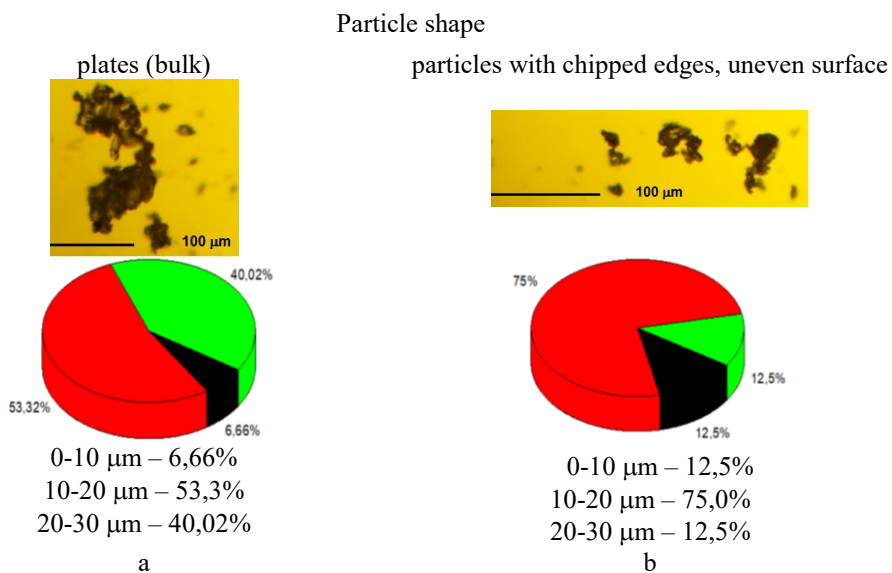 Particle shape
plates (bulk)
100 μm
40,02%
53,32%
6,66%
0-10 μm – 6,66%
10-20 μm – 53,3%
20-30 μm – 40,02%
a
particles with chipped edges, uneven surface
100 μm
75%
12,5%
12,5%
0-10 μm – 12,5%
10-20 μm – 75,0%
20-30 μm – 12,5%
b